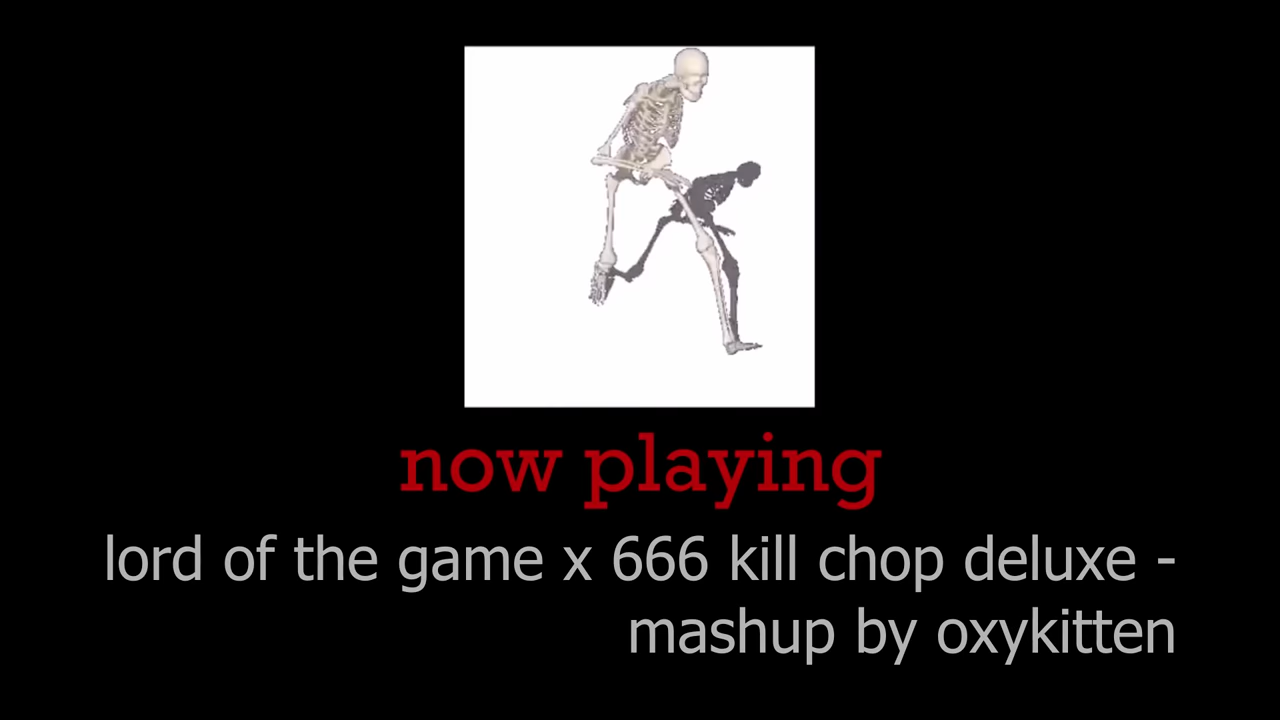 now playing
lord of the game x 666 kill chop deluxe -
mashup by oxykitten